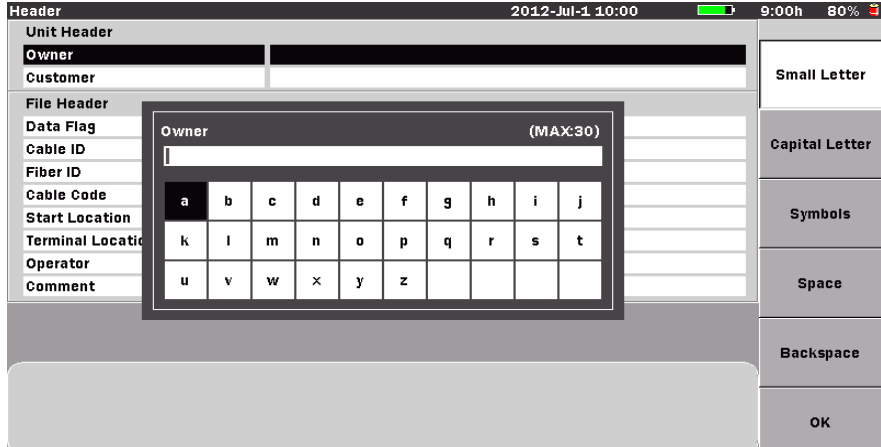 Header 2012-Jul-1 10:00 9:00h 80%
Unit Header
Owner
Customer
File Header
Data Flag
Cable ID
Fiber ID
Cable Code
Start Location
Terminal Locatio
Operator
Comment
Owner (MAX:30)
a b c d e f g h i j
k l m n o p q r s t
u v w x y z
Small Letter
Capital Letter
Symbols
Space
Backspace
OK